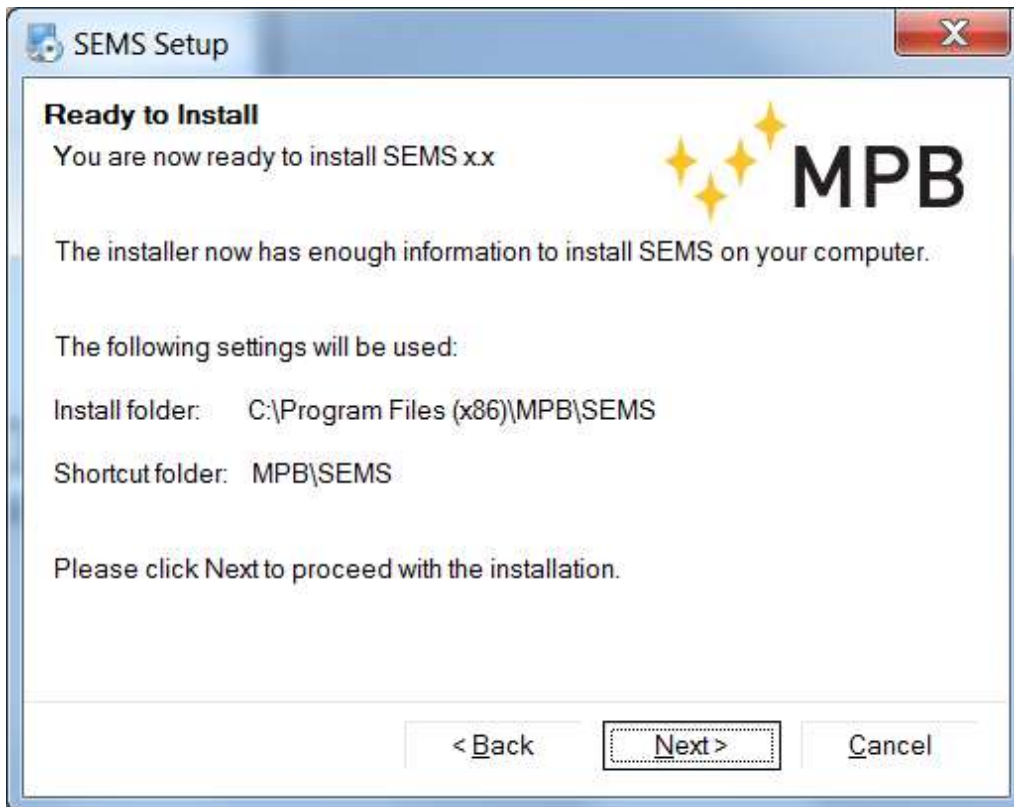 SEMS Setup
Ready to Install
You are now ready to install SEMS x.x
MPB
The installer now has enough information to install SEMS on your computer.
The following settings will be used:
Install folder: C:\Program Files (x86)\MPB\SEMS
Shortcut folder: MPB\SEMS
Please click Next to proceed with the installation.
< Back Next > Cancel